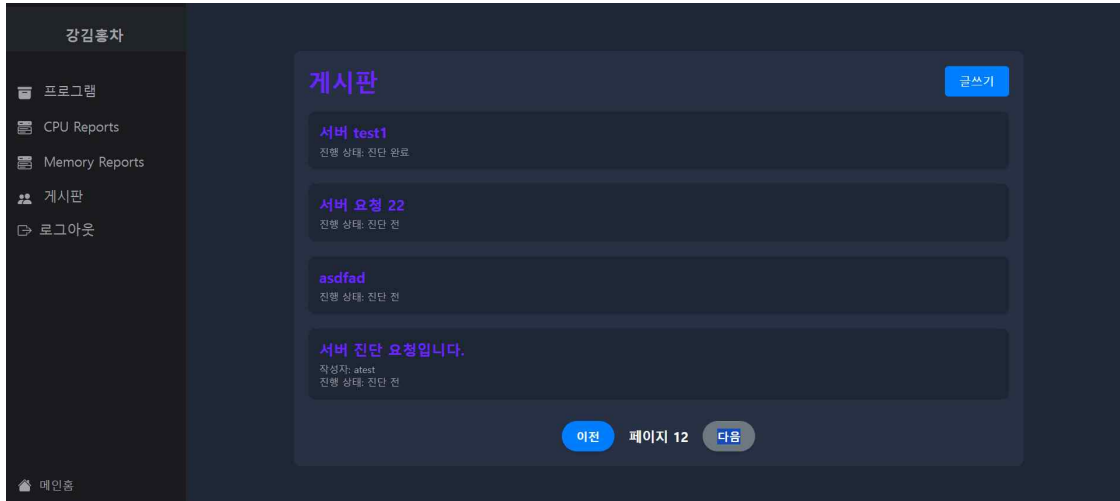 강김홍차
프로그램
CPU Reports
Memory Reports
게시판
로그아웃
메인홈
게시판
글쓰기
서버 test1
진행 상태: 진단 완료
서버 요청 22
진행 상태: 진단 전
asdfad
진행 상태: 진단 전
서버 진단 요청입니다.
작성자: atest
진행 상태: 진단 전
이전 페이지 12 다음